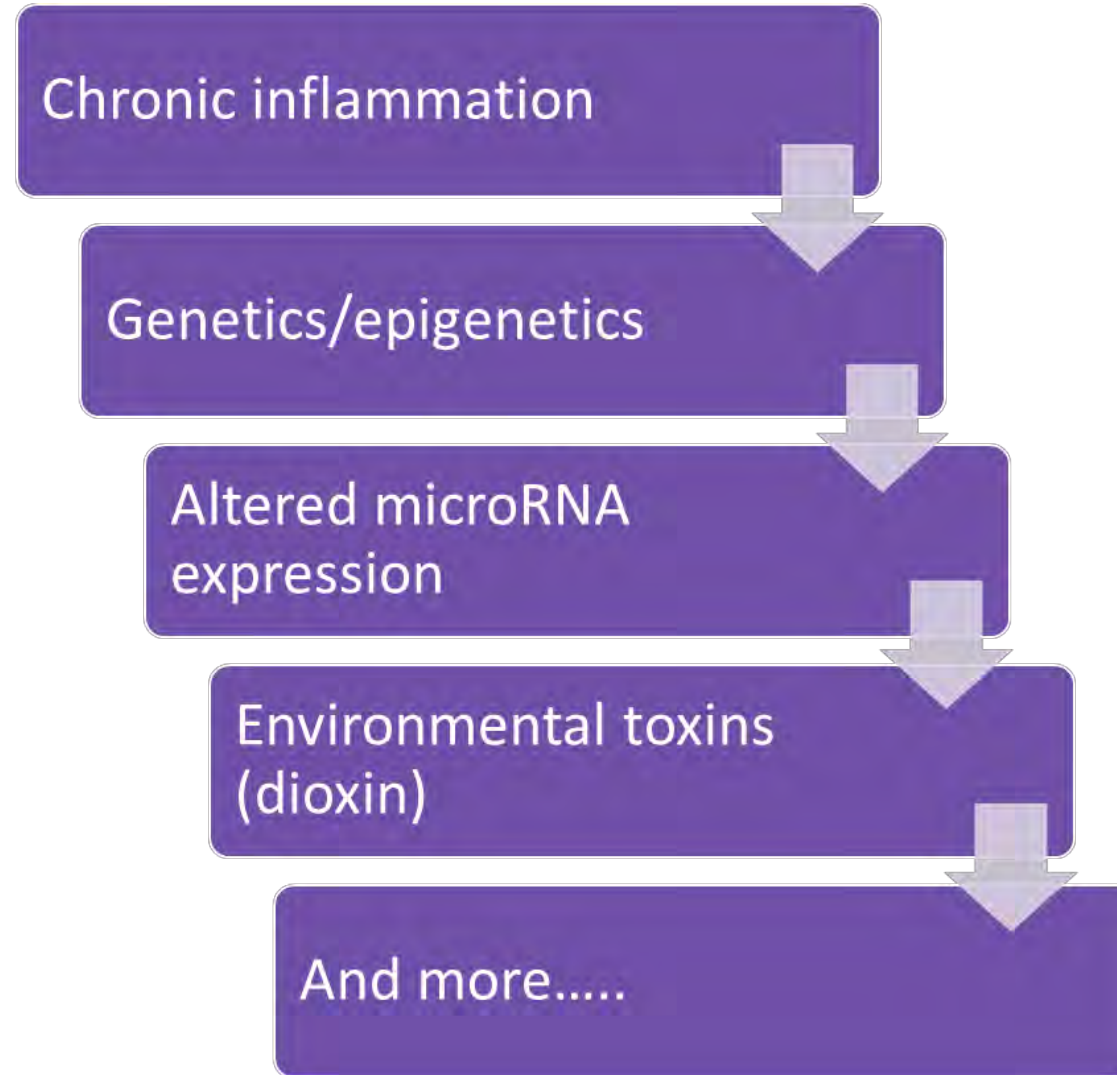 Chronic inflammation
Genetics/epigenetics
Altered microRNA
expression
Environmental toxins
(dioxin)
And more.....